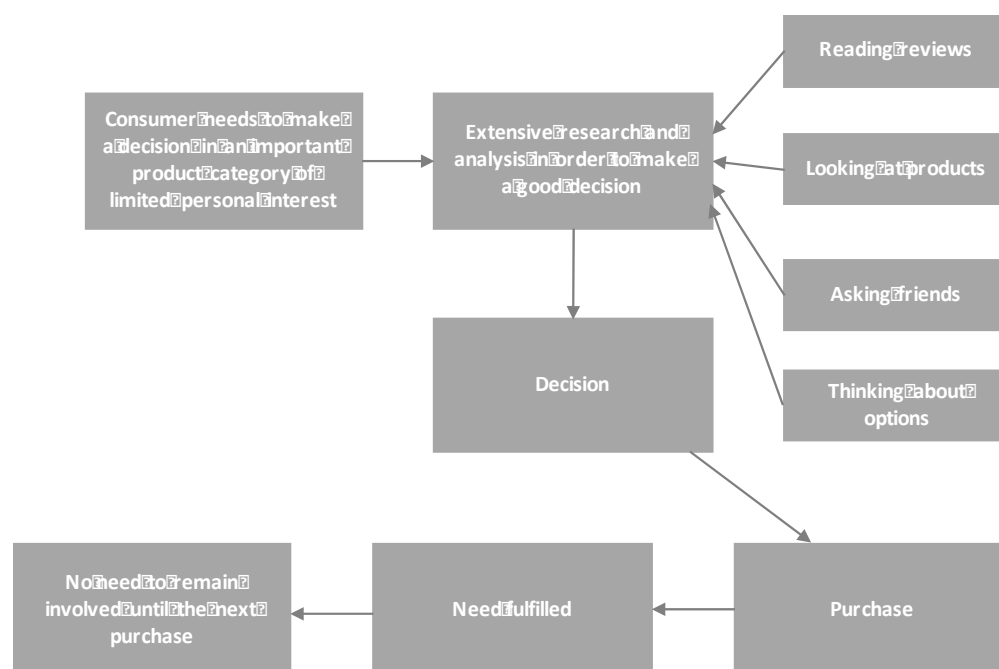 Reading reviews
Consumer needs to make
a decision in an important
product category of
limited personal interest
Extensive research and
analysis in order to make
a good decision
Looking at products
Asking friends
Decision
Thinking about
options
No need to remain
involved until the next
purchase
Need fulfilled
Purchase